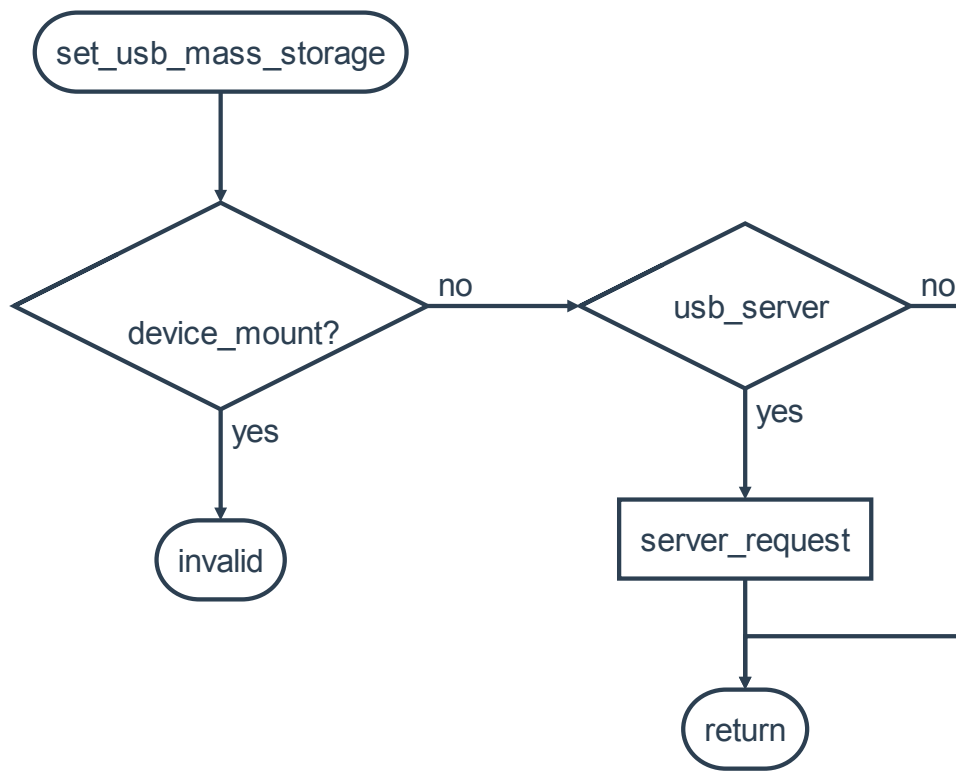 set_usb_mass_storage
device_mount?
no
usb_server
no
yes
yes
server_request
invalid
return